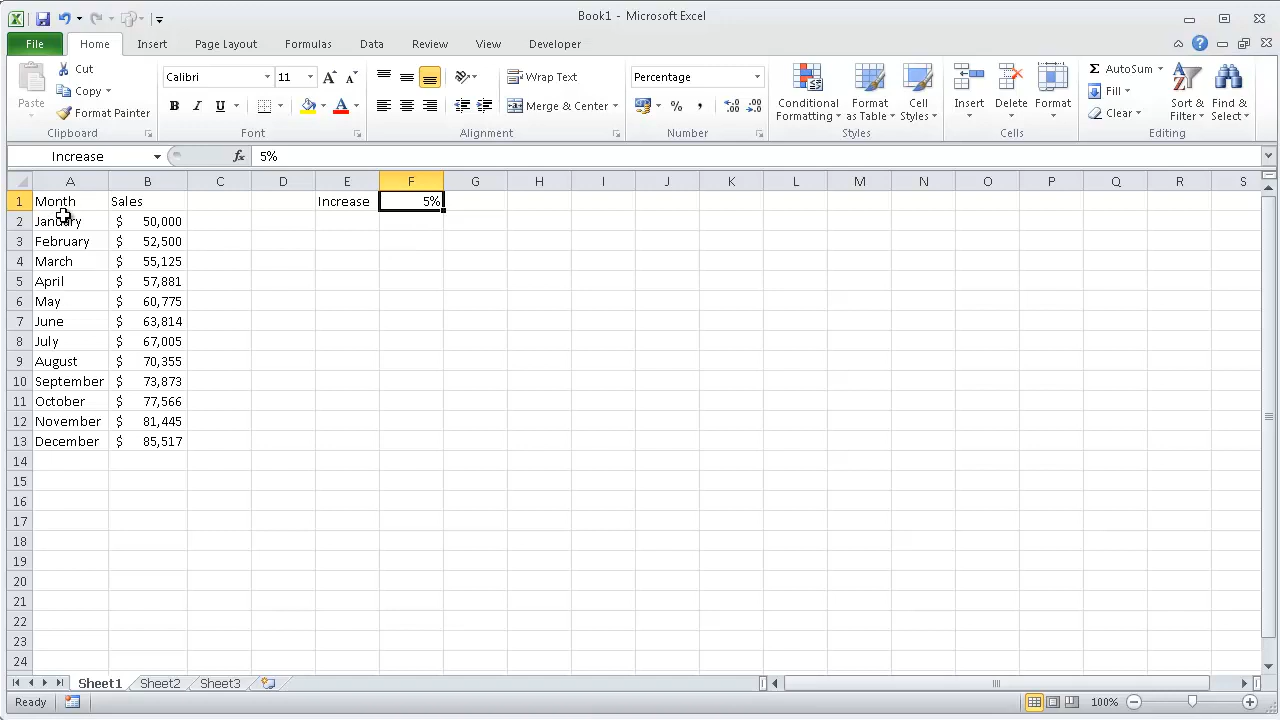 Book1 - Microsoft Excel
File Home Insert Page Layout Formulas Data Review View Developer
Paste
Cut
Copy
Format Painter
Clipboard
Calibri 11
B I U A
Font
Wrap Text
Merge & Center
Alignment
Percentage
% ,
Number
Conditional Formatting
Format as Table
Cell Styles
Styles
Insert Delete Format
Cells
Σ AutoSum
Fill
Clear
Sort & Filter
Find & Select
Editing
Increase fx 5%
A B C D E F G H I J K L M N O P Q R S
1 Month Sales Increase 5%
2 January $ 50,000
3 February $ 52,500
4 March $ 55,125
5 April $ 57,881
6 May $ 60,775
7 June $ 63,814
8 July $ 67,005
9 August $ 70,355
10 September $ 73,873
11 October $ 77,566
12 November $ 81,445
13 December $ 85,517
14
15
16
17
18
19
20
21
22
23
24
Sheet1 Sheet2 Sheet3
Ready 100%